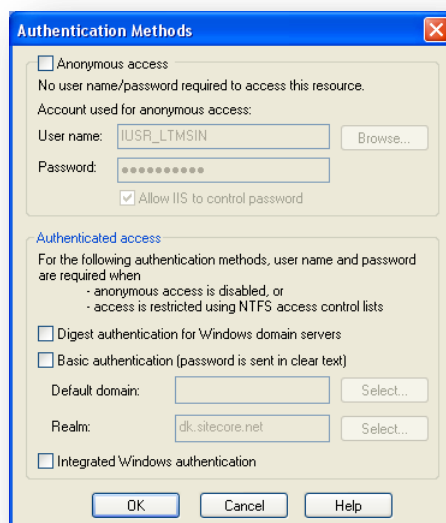 Authentication Methods
Anonymous access
No user name/password required to access this resource.
Account used for anonymous access:
User name: IUSR_LTMSIN Browse...
Password: ●●●●●●●●●●
Allow IIS to control password
Authenticated access
For the following authentication methods, user name and password
are required when
- anonymous access is disabled, or
- access is restricted using NTFS access control lists
Digest authentication for Windows domain servers
Basic authentication (password is sent in clear text)
Default domain: Select...
Realm: dk.sitecore.net Select...
Integrated Windows authentication
OK Cancel Help